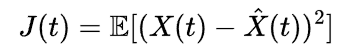 J(t) = 𝔼[(X(t) − X̂(t))²]